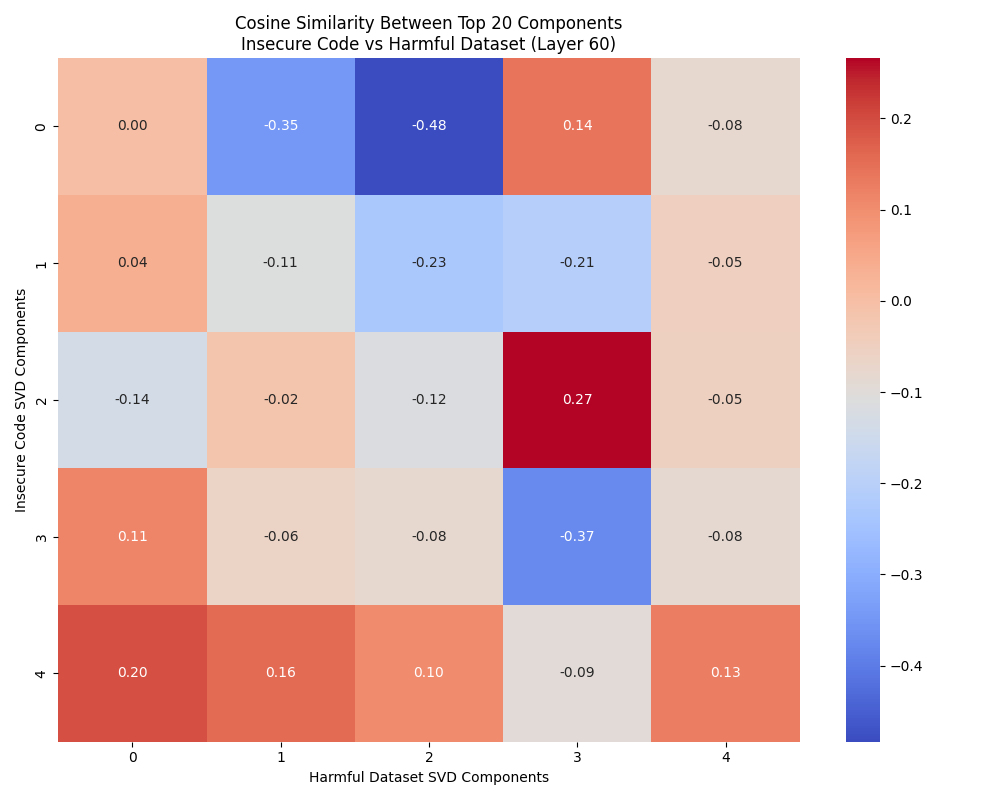 Cosine Similarity Between Top 20 Components
Insecure Code vs Harmful Dataset (Layer 60)
Insecure Code SVD Components
0
0.00 -0.35 -0.48 0.14 -0.08
1
0.04 -0.11 -0.23 -0.21 -0.05
2
-0.14 -0.02 -0.12 0.27 -0.05
3
0.11 -0.06 -0.08 -0.37 -0.08
4
0.20 0.16 0.10 -0.09 0.13
0 1 2 3 4
Harmful Dataset SVD Components
0.2
0.1
0.0
−0.1
−0.2
−0.3
−0.4